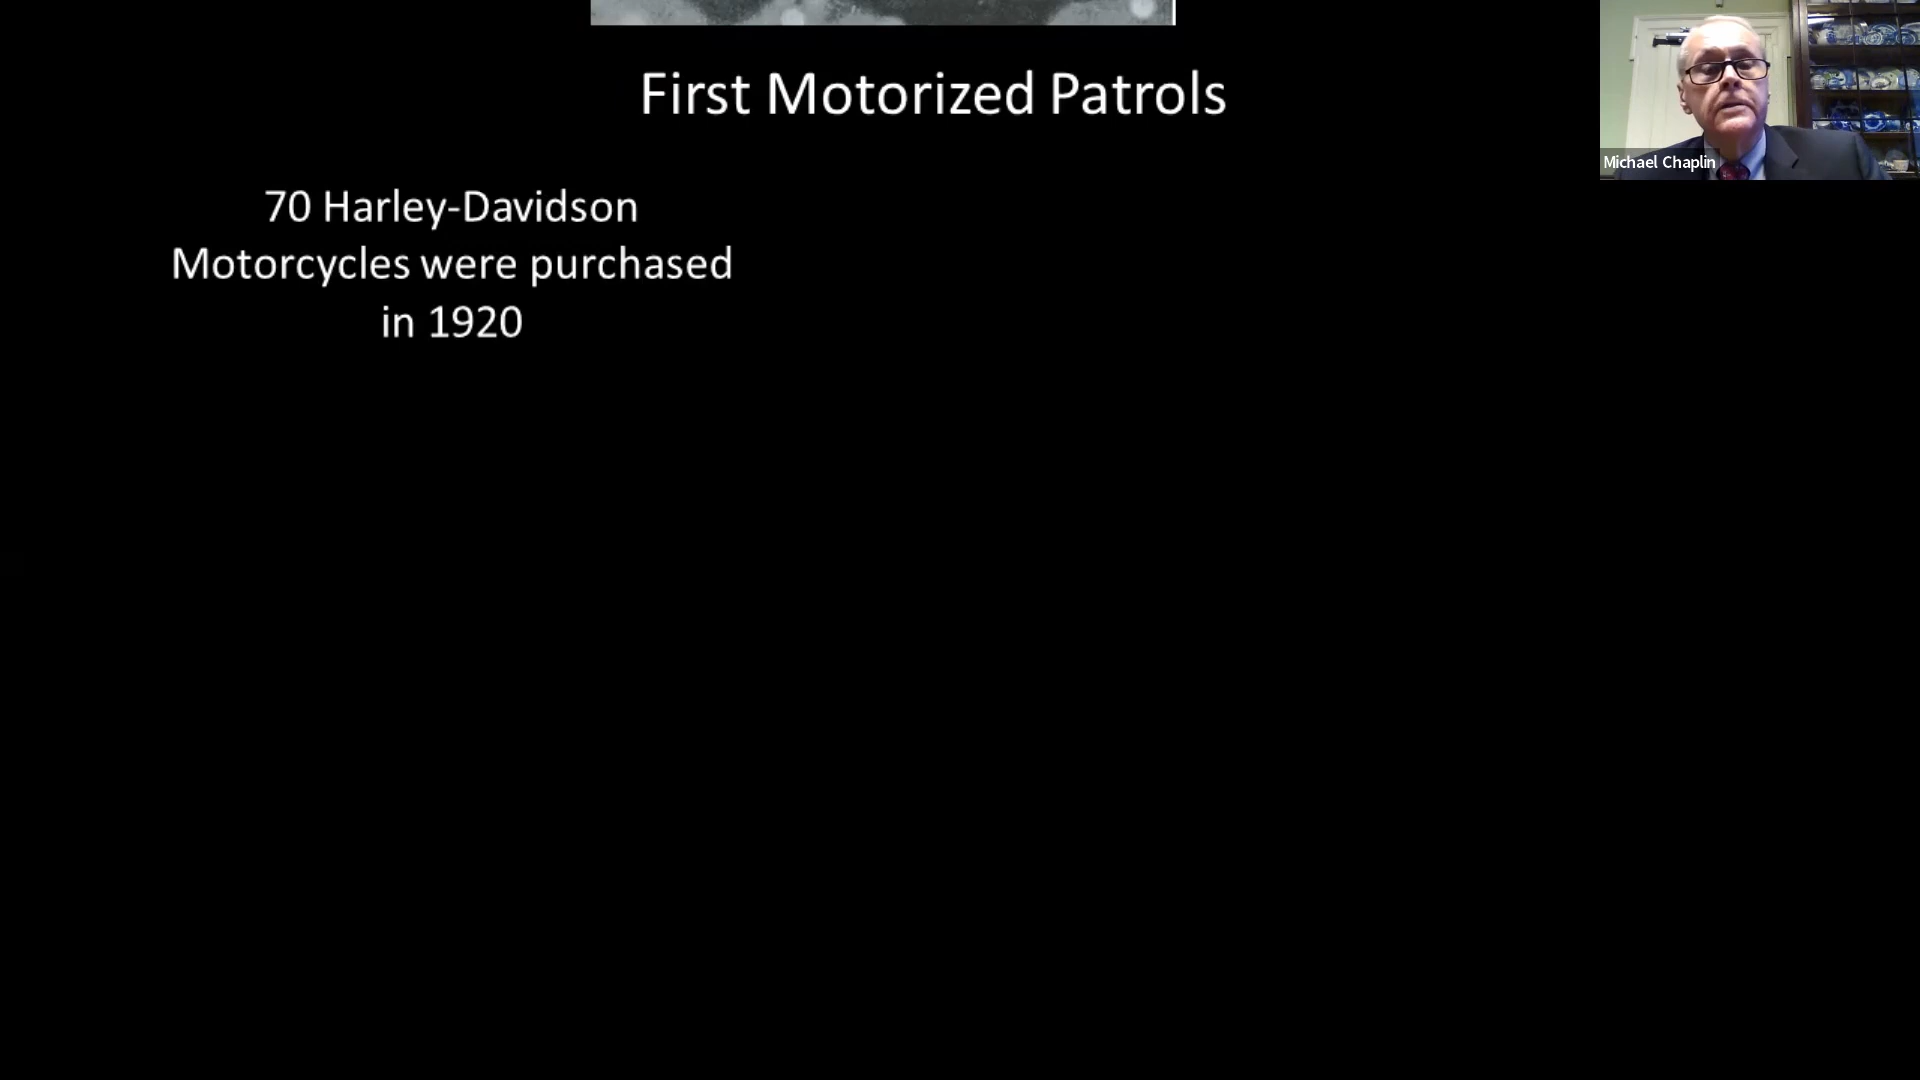 First Motorized Patrols
70 Harley-Davidson
Motorcycles were purchased
in 1920
Michael Chaplin